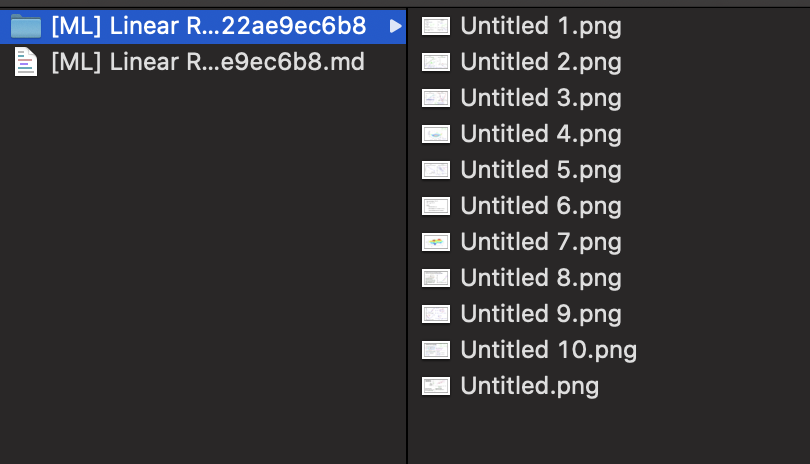 [ML] Linear R...22ae9ec6b8
[ML] Linear R...e9ec6b8.md
Untitled 1.png
Untitled 2.png
Untitled 3.png
Untitled 4.png
Untitled 5.png
Untitled 6.png
Untitled 7.png
Untitled 8.png
Untitled 9.png
Untitled 10.png
Untitled.png